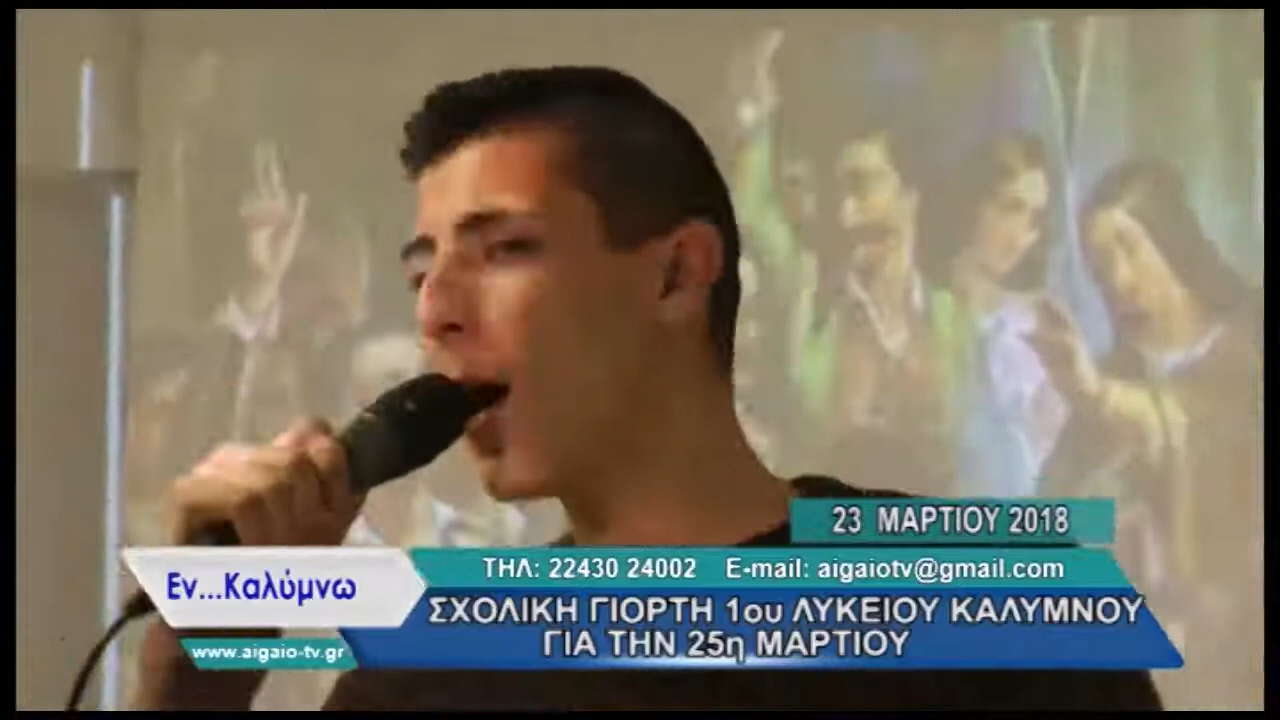 23 ΜΑΡΤΙΟΥ 2018
ΤΗΛ: 22430 24002 E-mail: aigaiotv@gmail.com
Εν...Καλύμνω
ΣΧΟΛΙΚΗ ΓΙΟΡΤΗ 1ου ΛΥΚΕΙΟΥ ΚΑΛΥΜΝΟΥ
ΓΙΑ ΤΗΝ 25η ΜΑΡΤΙΟΥ
www.aigaio-tv.gr